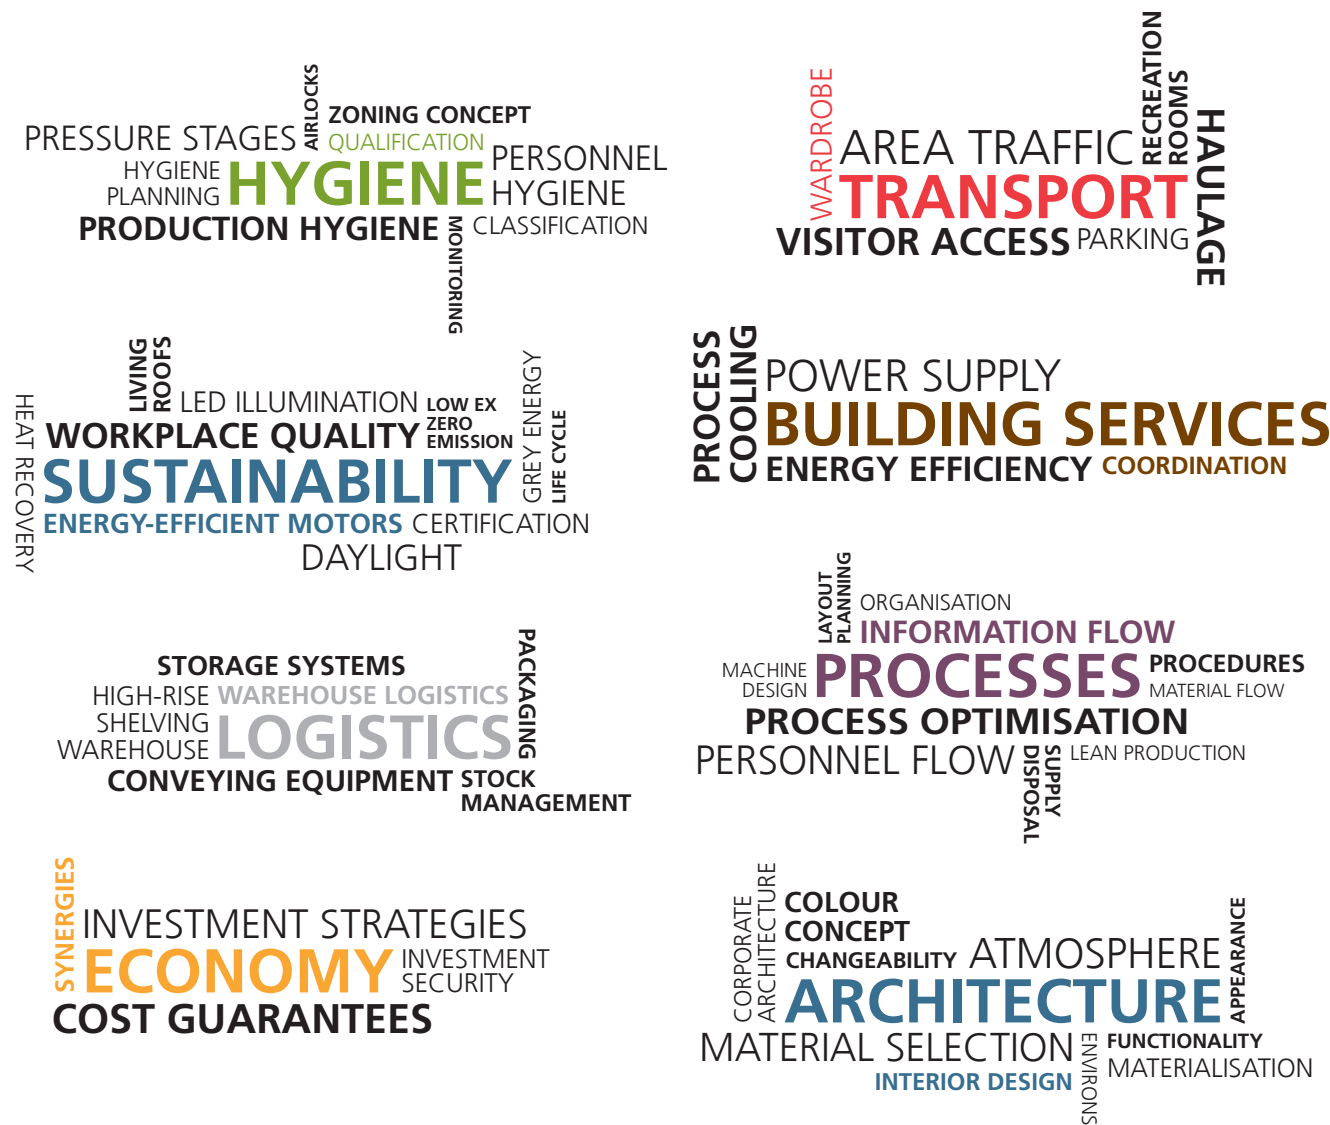 AIRLOCKS
ZONING CONCEPT
PRESSURE STAGES
QUALIFICATION
HYGIENE
PLANNING
HYGIENE
PERSONNEL
HYGIENE
PRODUCTION HYGIENE
MONITORING
CLASSIFICATION
WARDROBE
AREA TRAFFIC
RECREATION
ROOMS
HAULAGE
TRANSPORT
VISITOR ACCESS
PARKING
LIVING
ROOFS
LED ILLUMINATION
LOW EX
ZERO
EMISSION
GREY ENERGY
LIFE CYCLE
HEAT RECOVERY
WORKPLACE QUALITY
SUSTAINABILITY
ENERGY-EFFICIENT MOTORS
CERTIFICATION
DAYLIGHT
PROCESS
COOLING
POWER SUPPLY
BUILDING SERVICES
ENERGY EFFICIENCY
COORDINATION
STORAGE SYSTEMS
PACKAGING
HIGH-RISE
SHELVING
WAREHOUSE
WAREHOUSE LOGISTICS
LOGISTICS
CONVEYING EQUIPMENT
STOCK
MANAGEMENT
LAYOUT
PLANNING
ORGANISATION
INFORMATION FLOW
MACHINE
DESIGN
PROCESSES
PROCEDURES
MATERIAL FLOW
PROCESS OPTIMISATION
PERSONNEL FLOW
SUPPLY
DISPOSAL
LEAN PRODUCTION
SYNERGIES
INVESTMENT STRATEGIES
ECONOMY
INVESTMENT
SECURITY
COST GUARANTEES
CORPORATE
ARCHITECTURE
COLOUR
CONCEPT
CHANGEABILITY
ATMOSPHERE
APPEARANCE
ARCHITECTURE
MATERIAL SELECTION
ENVIRONS
FUNCTIONALITY
MATERIALISATION
INTERIOR DESIGN